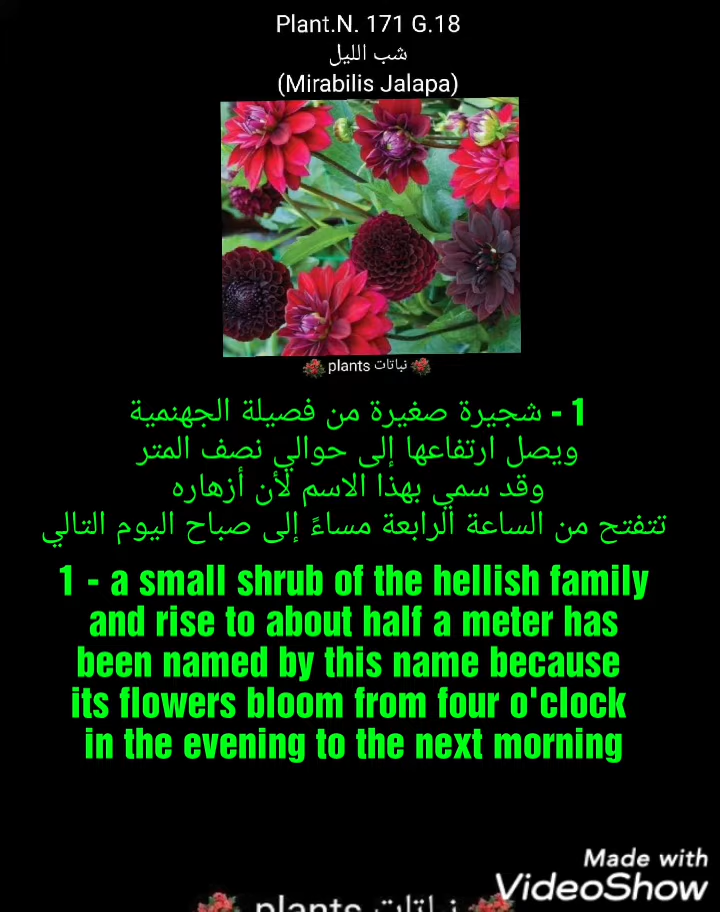 Plant.N. 171 G.18
شب الليل
(Mirabilis Jalapa)
plants نباتات
1 - شجيرة صغيرة من فصيلة الجهنمية
ويصل ارتفاعها إلى حوالي نصف المتر
وقد سمي بهذا الاسم لأن أزهاره
تتفتح من الساعة الرابعة مساءً إلى صباح اليوم التالي
1 - a small shrub of the hellish family
and rise to about half a meter has
been named by this name because
its flowers bloom from four o'clock
in the evening to the next morning
Made with
VideoShow
plants نباتات